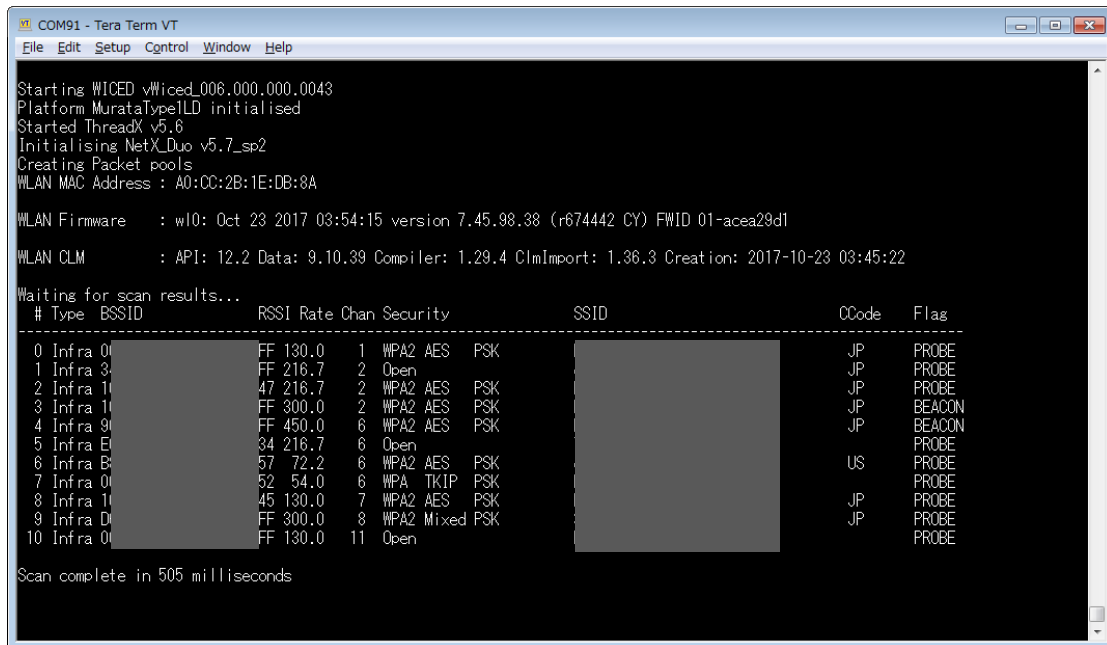 COM91 - Tera Term VT
File Edit Setup Control Window Help
Starting WICED vWiced_006.000.000.0043
Platform MurataType1LD initialised
Started ThreadX v5.6
Initialising NetX_Duo v5.7_sp2
Creating Packet pools
WLAN MAC Address : A0:CC:2B:1E:DB:8A
WLAN Firmware : wl0: Oct 23 2017 03:54:15 version 7.45.98.38 (r674442 CY) FWID 01-acea29d1
WLAN CLM : API: 12.2 Data: 9.10.39 Compiler: 1.29.4 ClmImport: 1.36.3 Creation: 2017-10-23 03:45:22
Waiting for scan results...
# Type BSSID RSSI Rate Chan Security SSID CCode Flag
----------------------------------------------------------------------------------------------------------------
0 Infra FF 130.0 1 WPA2 AES PSK JP PROBE
1 Infra FF 216.7 2 Open JP PROBE
2 Infra 47 216.7 2 WPA2 AES PSK JP PROBE
3 Infra FF 300.0 2 WPA2 AES PSK JP BEACON
4 Infra FF 450.0 6 WPA2 AES PSK JP BEACON
5 Infra 34 216.7 6 Open PROBE
6 Infra 57 72.2 6 WPA2 AES PSK US PROBE
7 Infra 52 54.0 6 WPA TKIP PSK PROBE
8 Infra 45 130.0 7 WPA2 AES PSK JP PROBE
9 Infra FF 300.0 8 WPA2 Mixed PSK JP PROBE
10 Infra FF 130.0 11 Open PROBE
Scan complete in 505 milliseconds